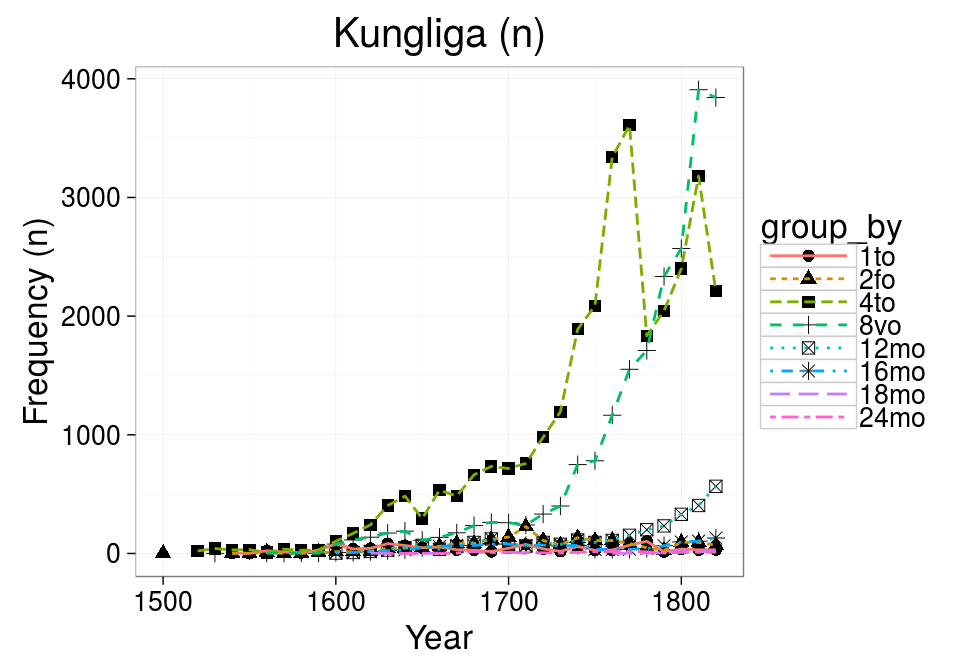 Kungliga (n)
4000
3000
2000
1000
0
Frequency (n)
1500 1600 1700 1800
Year
group_by
1to
2fo
4to
8vo
12mo
16mo
18mo
24mo